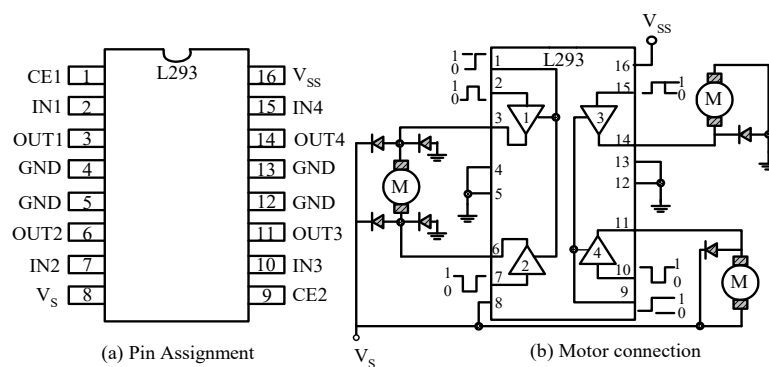 L293
CE1 1 16 VSS
IN1 2 15 IN4
OUT1 3 14 OUT4
GND 4 13 GND
GND 5 12 GND
OUT2 6 11 OUT3
IN2 7 10 IN3
VS 8 9 CE2
(a) Pin Assignment
VSS
L293
1
0
1
16
1
0
2
15
1
0
3
1
3
14
M
M
4
5
13
12
6
2
11
4
1
0
7
10
1
0
8
9
1
0
M
VS
(b) Motor connection